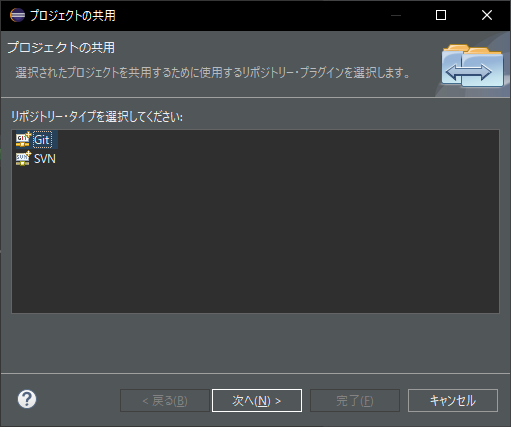 プロジェクトの共用
プロジェクトの共用
選択されたプロジェクトを共用するために使用するリポジトリー・プラグインを選択します。
リポジトリー・タイプを選択してください:
GIT Git
SVN SVN
? < 戻る(B) 次へ(N) > 完了(F) キャンセル